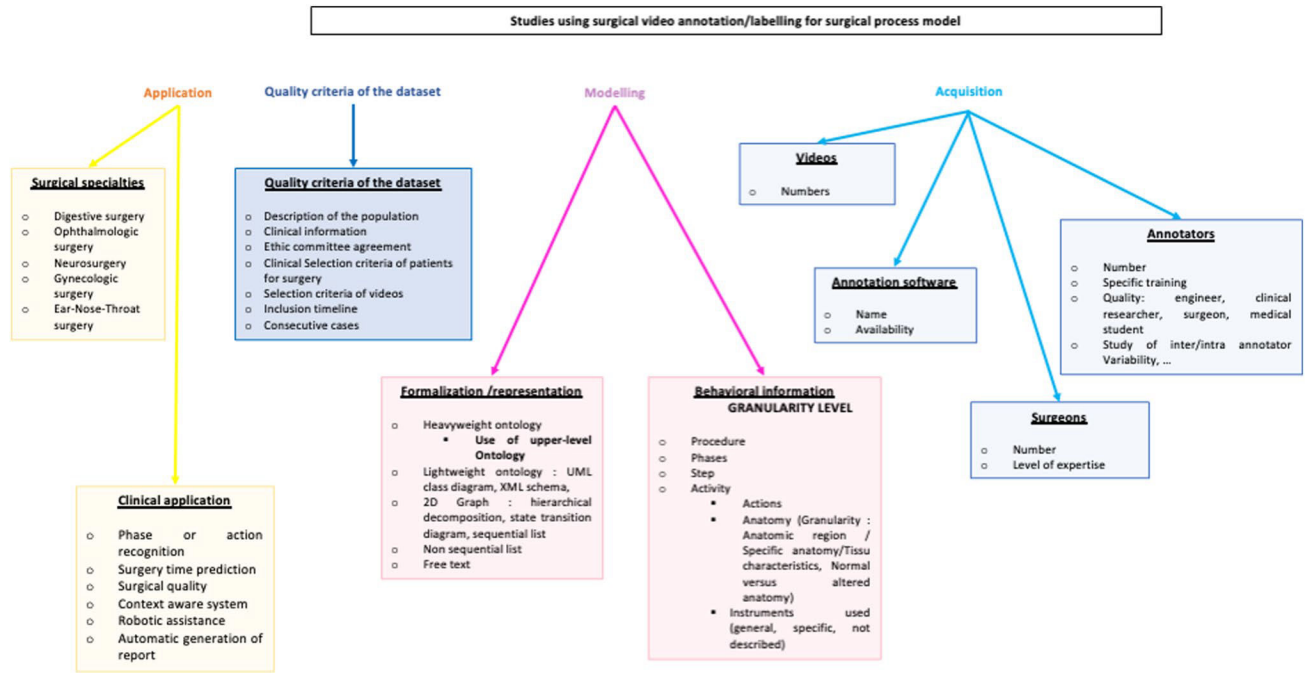 Studies using surgical video annotation/labelling for surgical process model
Application
Quality criteria of the dataset
Modelling
Acquisition
Surgical specialties
o Digestive surgery
o Ophthalmologic
surgery
o Neurosurgery
o Gynecologic
surgery
o Ear-Nose-Throat
surgery
Clinical application
o Phase or action
recognition
o Surgery time prediction
o Surgical quality
o Context aware system
o Robotic assistance
o Automatic generation of
report
Quality criteria of the dataset
o Description of the population
o Clinical information
o Ethic committee agreement
o Clinical Selection criteria of patients
for surgery
o Selection criteria of videos
o Inclusion timeline
o Consecutive cases
Formalization /representation
o Heavyweight ontology
▪ Use of upper-level
Ontology
o Lightweight ontology : UML
class diagram, XML schema,
o 2D Graph : hierarchical
decomposition, state transition
diagram, sequential list
o Non sequential list
o Free text
Behavioral information
GRANULARITY LEVEL
o Procedure
o Phases
o Step
o Activity
▪ Actions
▪ Anatomy (Granularity :
Anatomic region /
Specific anatomy/Tissu
characteristics, Normal
versus altered
anatomy)
▪ Instruments used
(general, specific, not
described)
Videos
o Numbers
Annotation software
o Name
o Availability
Surgeons
o Number
o Level of expertise
Annotators
o Number
o Specific training
o Quality: engineer, clinical
researcher, surgeon, medical
student
o Study of inter/intra annotator
Variability, ...